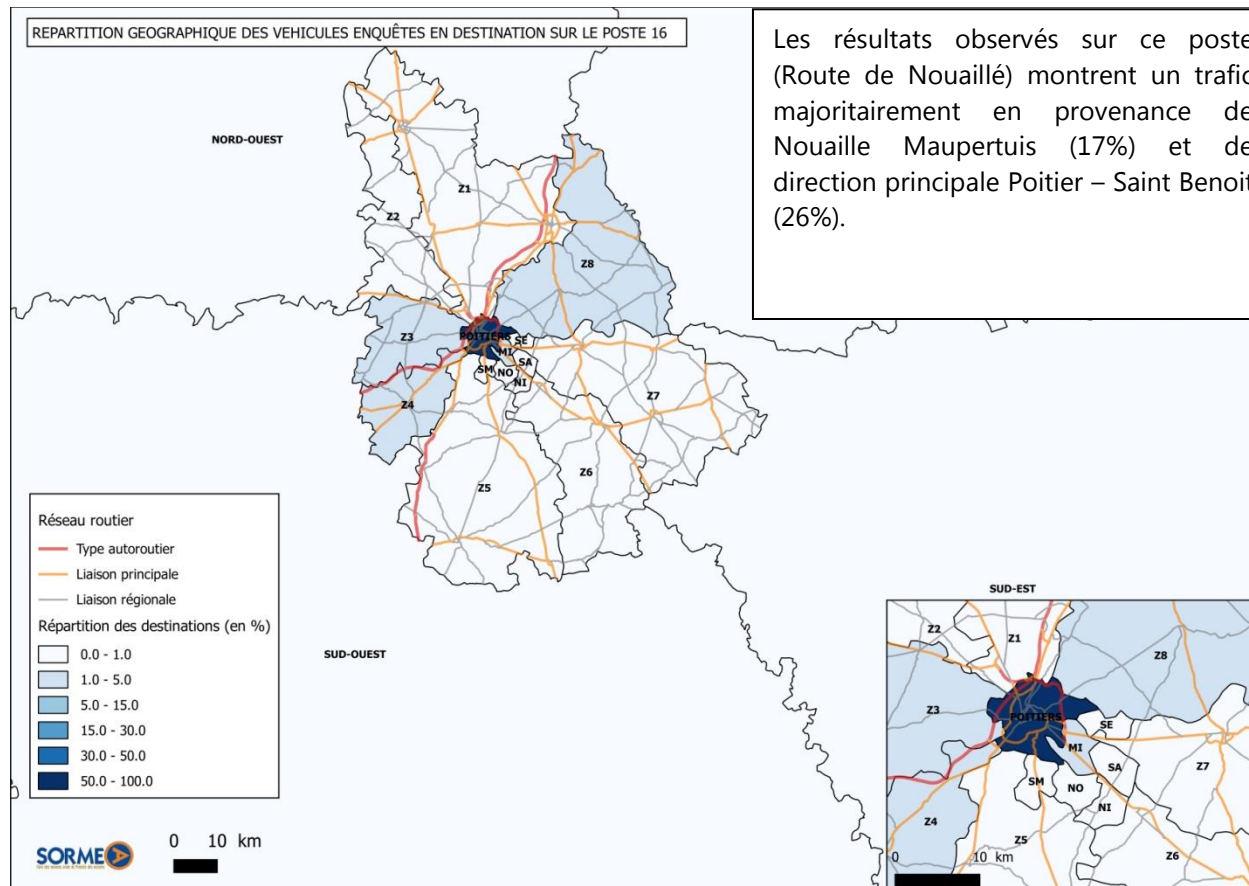 REPARTITION GEOGRAPHIQUE DES VEHICULES ENQUÊTES EN DESTINATION SUR LE POSTE 16
Les résultats observés sur ce poste
(Route de Nouaillé) montrent un trafic
majoritairement en provenance de
Nouaille Maupertuis (17%) et de
direction principale Poitier – Saint Benoit
(26%).
NORD-OUEST
Z1
Z2
Z8
Z3
POITIERS
SE
MI
SA
SM
NO
NI
Z4
Z7
Z6
Z5
SUD-OUEST
SUD-EST
Réseau routier
Type autoroutier
Liaison principale
Liaison régionale
Répartition des destinations (en %)
0.0 - 1.0
1.0 - 5.0
5.0 - 15.0
15.0 - 30.0
30.0 - 50.0
50.0 - 100.0
SORMEA
0 10 km
Z2
Z1
Z8
Z3
POITIERS
SE
MI
SA
Z7
SM
NO
NI
Z4
Z5
Z6
0 10 km